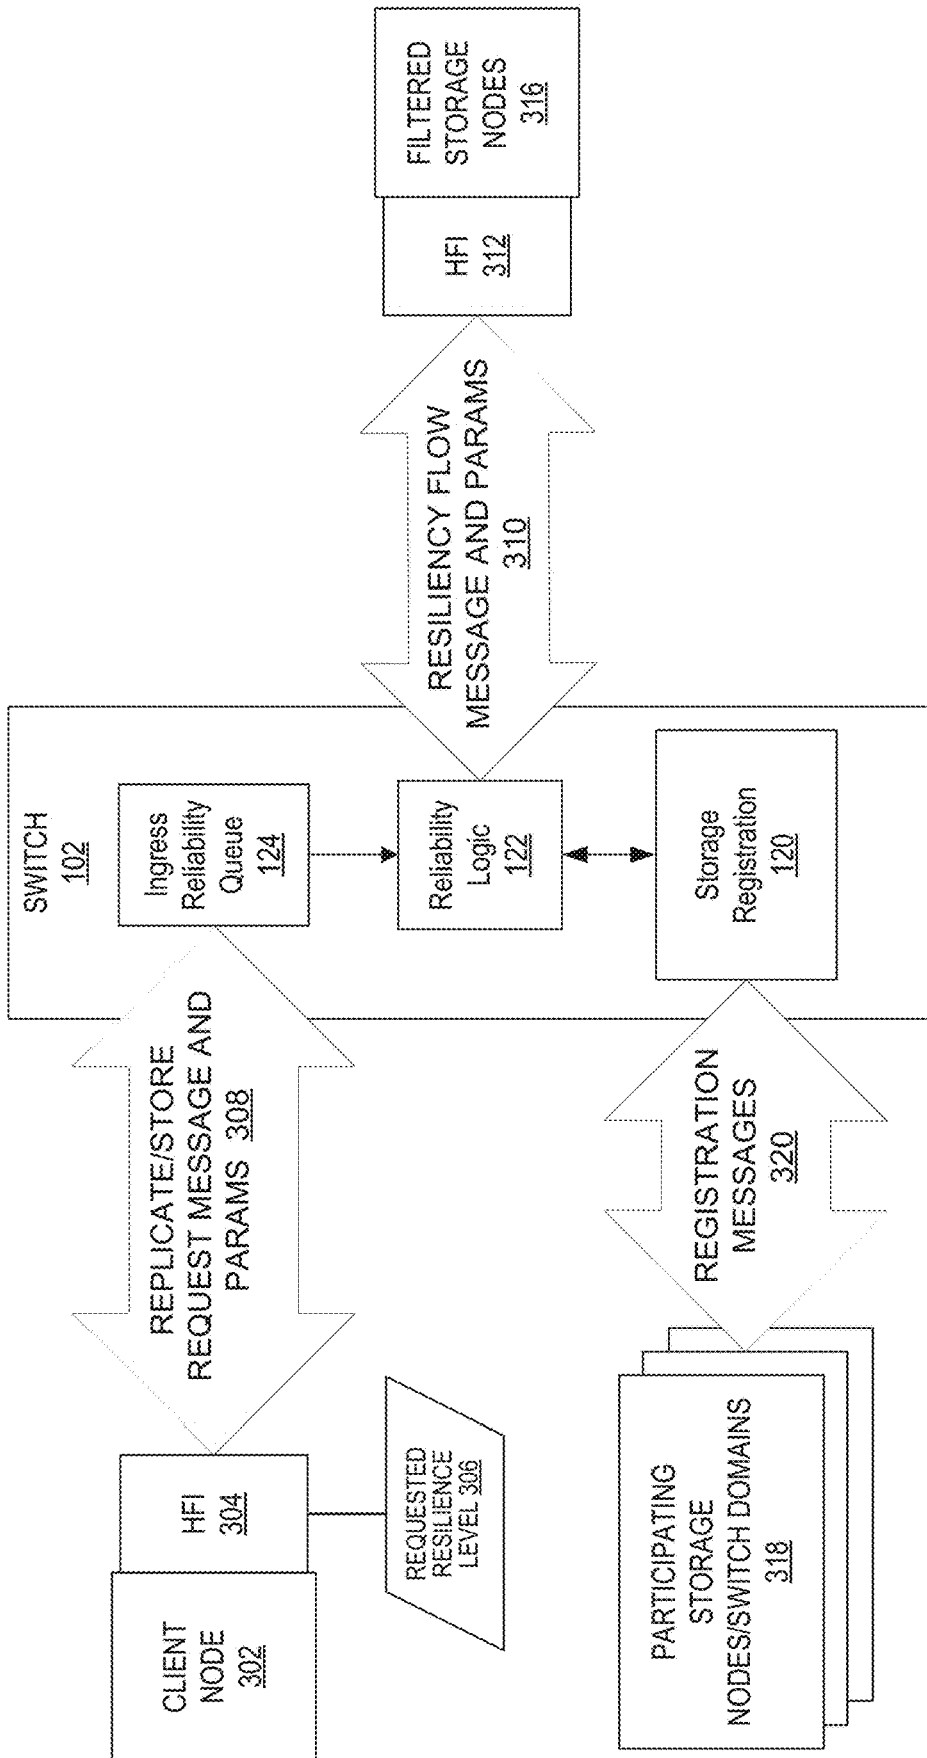 CLIENT
NODE
302
HFI
304
REQUESTED
RESILIENCE
LEVEL 306
REPLICATE/STORE
REQUEST MESSAGE AND
PARAMS 308
SWITCH
102
Ingress
Reliability
Queue
124
Reliability
Logic
122
Storage
Registration
120
RESILIENCY FLOW
MESSAGE AND PARAMS
310
HFI
312
FILTERED
STORAGE
NODES
316
PARTICIPATING
STORAGE
NODES/SWITCH DOMAINS
318
REGISTRATION
MESSAGES
320